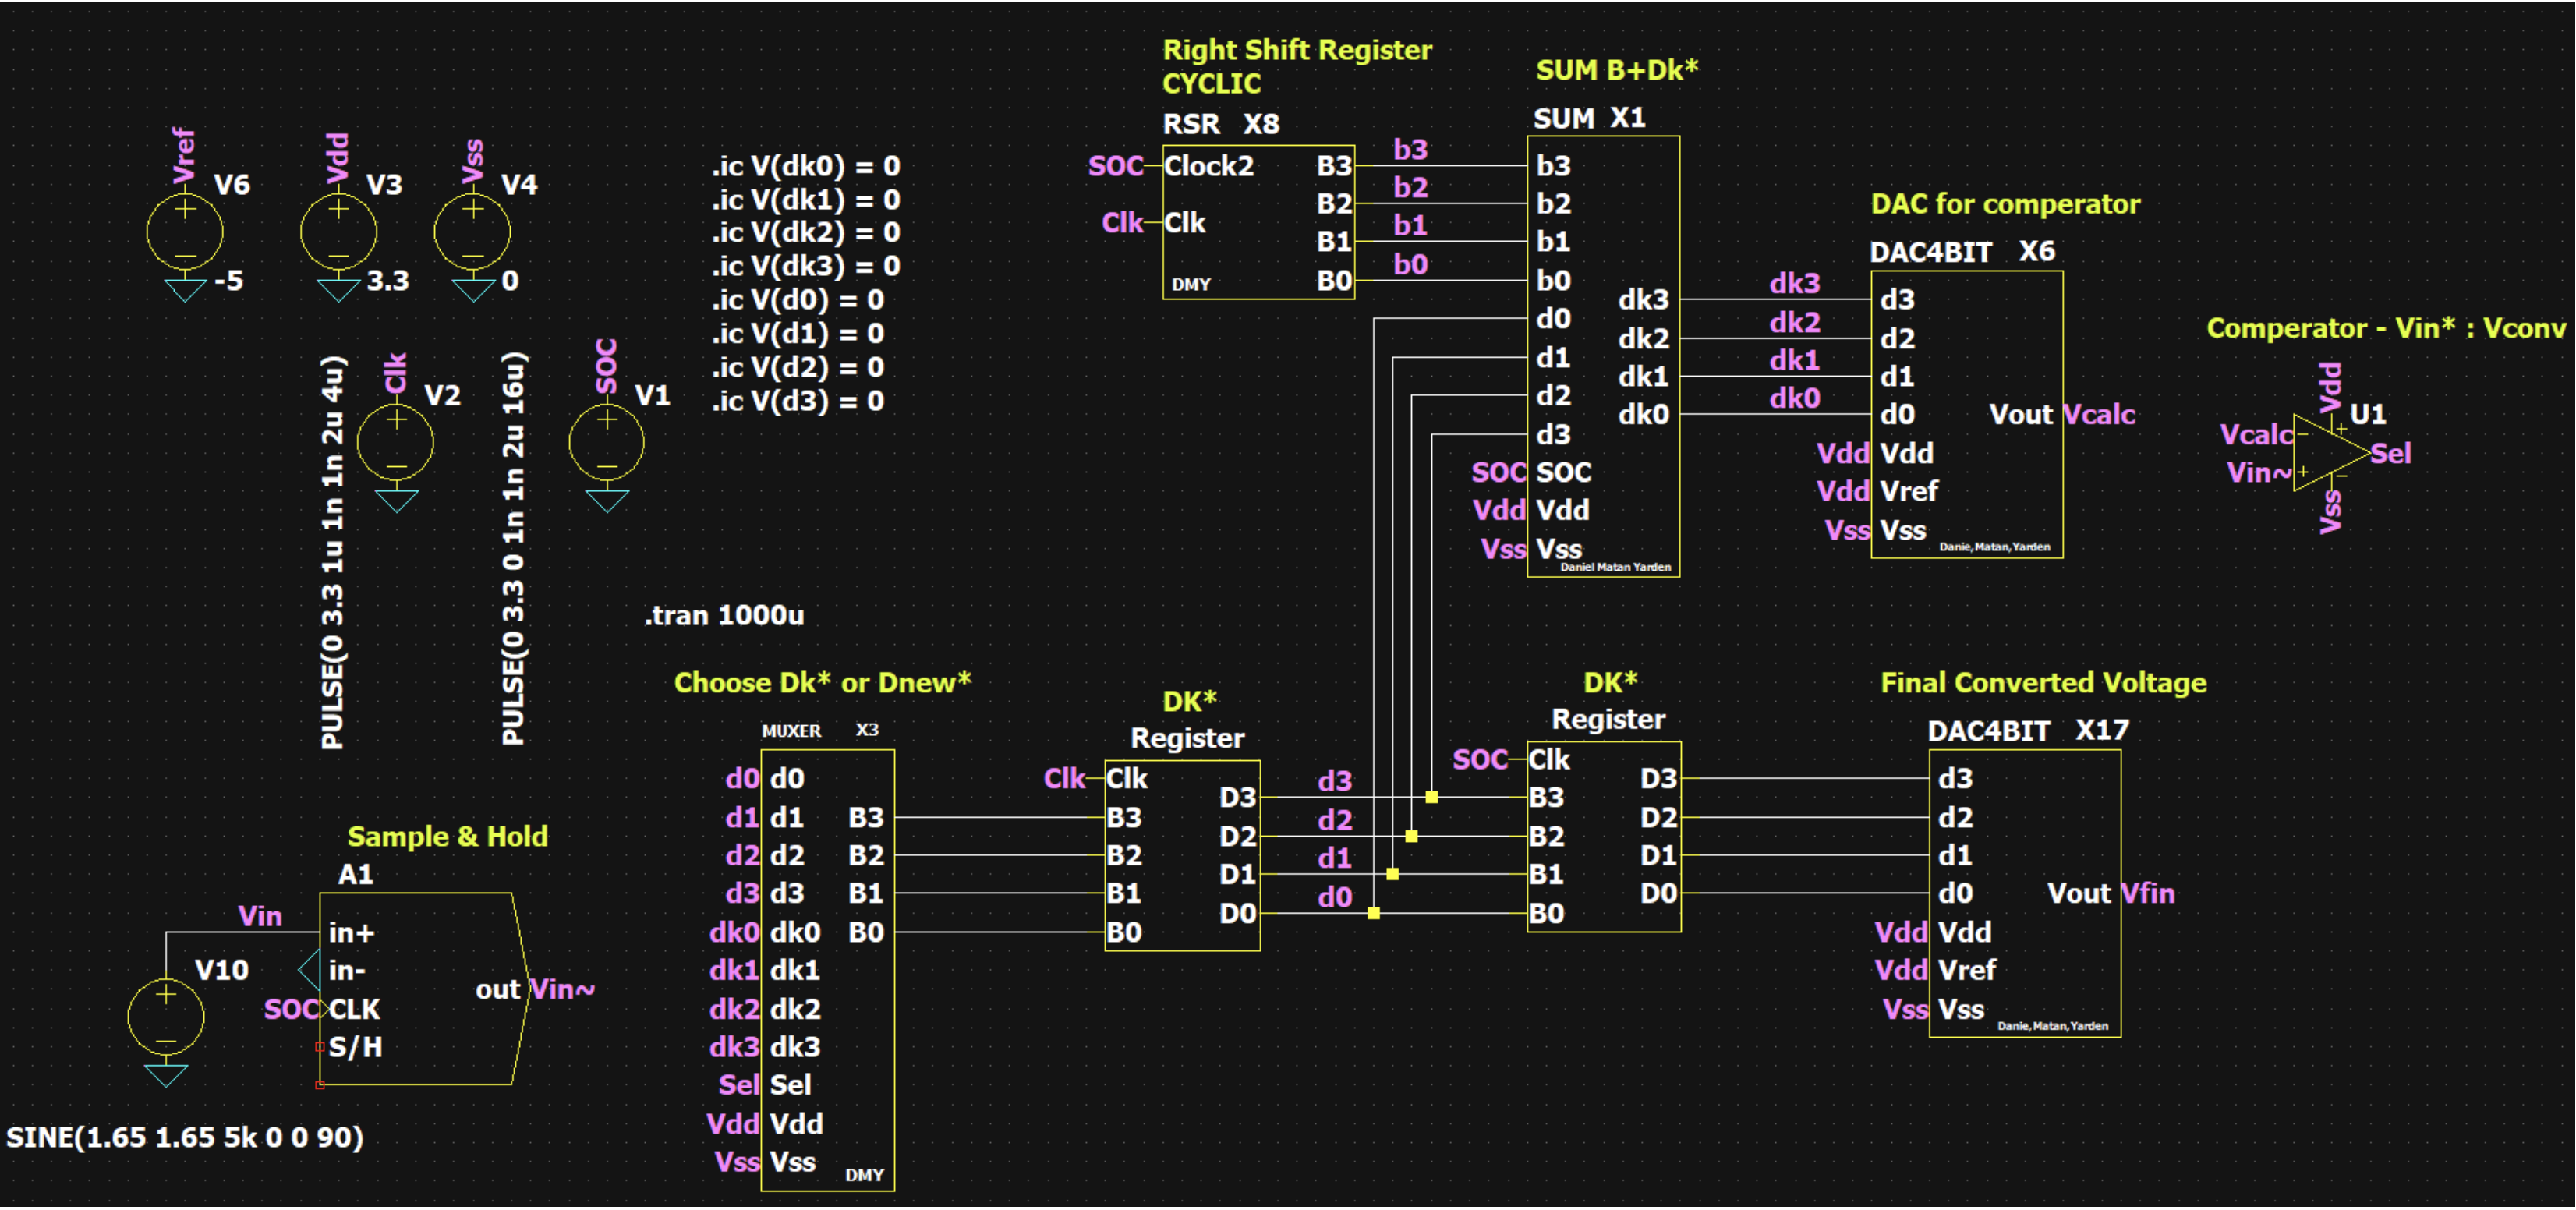 Vref
V6
-5
Vdd
V3
3.3
Vss
V4
0
Clk
V2
PULSE(0 3.3 1u 1n 1n 2u 4u)
SOC
V1
PULSE(0 3.3 0 1n 1n 2u 16u)
.ic V(dk0) = 0
.ic V(dk1) = 0
.ic V(dk2) = 0
.ic V(dk3) = 0
.ic V(d0) = 0
.ic V(d1) = 0
.ic V(d2) = 0
.ic V(d3) = 0
.tran 1000u
Right Shift Register
CYCLIC
RSR X8
SOC Clock2 B3 b3
B2 b2
Clk Clk B1 b1
DMY B0 b0
SUM B+Dk*
SUM X1
b3
b2
b1
b0
d0
d1
d2
d3
SOC SOC
Vdd Vdd
Vss Vss
dk3 dk3
dk2 dk2
dk1 dk1
dk0 dk0
Daniel Matan Yarden
DAC for comperator
DAC4BIT X6
d3
d2
d1
d0 Vout Vcalc
Vdd Vdd
Vdd Vref
Vss Vss
Danie,Matan,Yarden
Comperator - Vin* : Vconv
Vdd
U1
Vcalc
Vin~
Sel
Vss
Sample & Hold
A1
Vin in+
V10 in-
SOC CLK
S/H
out Vin~
SINE(1.65 1.65 5k 0 0 90)
Choose Dk* or Dnew*
MUXER X3
d0 d0
d1 d1 B3
d2 d2 B2
d3 d3 B1
dk0 dk0 B0
dk1 dk1
dk2 dk2
dk3 dk3
Sel Sel
Vdd Vdd
Vss Vss
DMY
DK*
Register
Clk Clk
B3
B2
B1
B0
D3 d3
D2 d2
D1 d1
D0 d0
DK*
Register
SOC Clk
B3
B2
B1
B0
D3
D2
D1
D0
Final Converted Voltage
DAC4BIT X17
d3
d2
d1
d0 Vout Vfin
Vdd Vdd
Vdd Vref
Vss Vss
Danie,Matan,Yarden